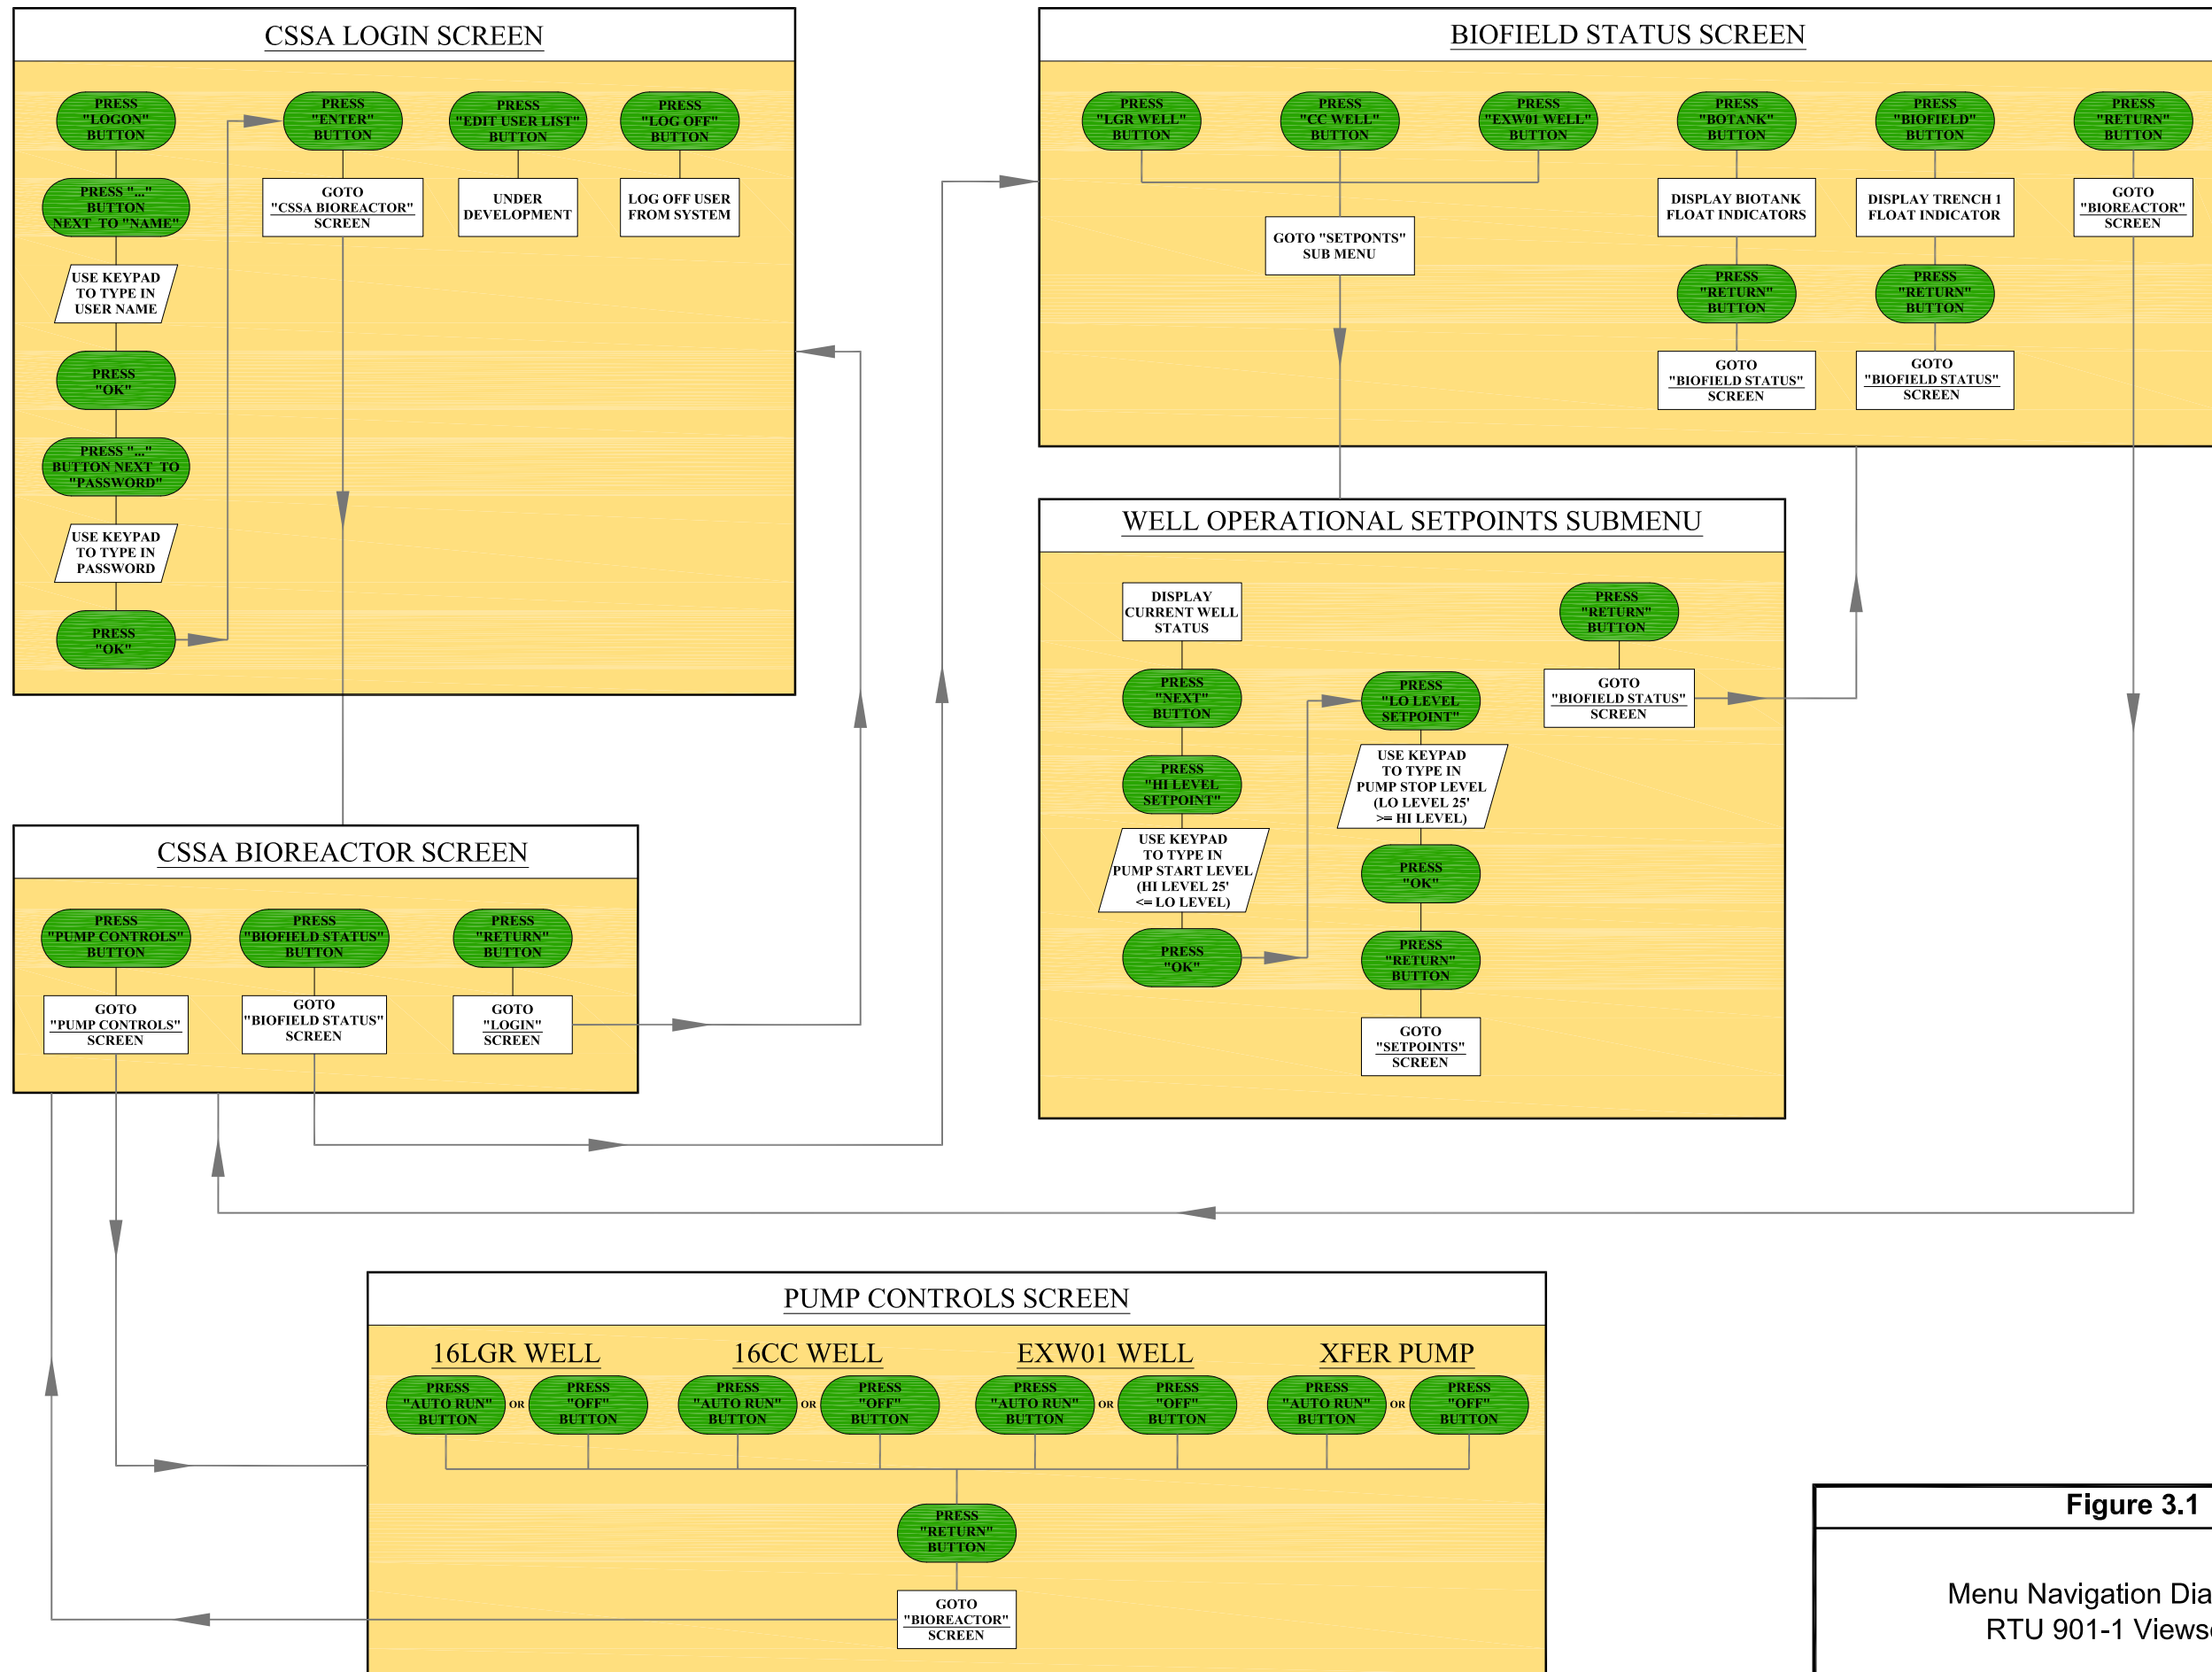 CSSA LOGIN SCREEN
PRESS
"LOGON"
BUTTON
PRESS "..."
BUTTON
NEXT TO "NAME"
USE KEYPAD
TO TYPE IN
USER NAME
PRESS
"OK"
PRESS "..."
BUTTON NEXT TO
"PASSWORD"
USE KEYPAD
TO TYPE IN
PASSWORD
PRESS
"OK"
PRESS
"ENTER"
BUTTON
GOTO
"CSSA BIOREACTOR"
SCREEN
PRESS
"EDIT USER LIST"
BUTTON
UNDER
DEVELOPMENT
PRESS
"LOG OFF"
BUTTON
LOG OFF USER
FROM SYSTEM
BIOFIELD STATUS SCREEN
PRESS
"LGR WELL"
BUTTON
PRESS
"CC WELL"
BUTTON
PRESS
"EXW01 WELL"
BUTTON
GOTO "SETPONTS"
SUB MENU
PRESS
"BOTANK"
BUTTON
DISPLAY BIOTANK
FLOAT INDICATORS
PRESS
"RETURN"
BUTTON
GOTO
"BIOFIELD STATUS"
SCREEN
PRESS
"BIOFIELD"
BUTTON
DISPLAY TRENCH 1
FLOAT INDICATOR
PRESS
"RETURN"
BUTTON
GOTO
"BIOFIELD STATUS"
SCREEN
PRESS
"RETURN"
BUTTON
GOTO
"BIOREACTOR"
SCREEN
WELL OPERATIONAL SETPOINTS SUBMENU
DISPLAY
CURRENT WELL
STATUS
PRESS
"NEXT"
BUTTON
PRESS
"HI LEVEL
SETPOINT"
USE KEYPAD
TO TYPE IN
PUMP START LEVEL
(HI LEVEL 25'
<= LO LEVEL)
PRESS
"OK"
PRESS
"LO LEVEL
SETPOINT"
USE KEYPAD
TO TYPE IN
PUMP STOP LEVEL
(LO LEVEL 25'
>= HI LEVEL)
PRESS
"OK"
PRESS
"RETURN"
BUTTON
GOTO
"SETPOINTS"
SCREEN
PRESS
"RETURN"
BUTTON
GOTO
"BIOFIELD STATUS"
SCREEN
CSSA BIOREACTOR SCREEN
PRESS
"PUMP CONTROLS"
BUTTON
GOTO
"PUMP CONTROLS"
SCREEN
PRESS
"BIOFIELD STATUS"
BUTTON
GOTO
"BIOFIELD STATUS"
SCREEN
PRESS
"RETURN"
BUTTON
GOTO
"LOGIN"
SCREEN
PUMP CONTROLS SCREEN
16LGR WELL
PRESS
"AUTO RUN"
BUTTON
OR
PRESS
"OFF"
BUTTON
16CC WELL
PRESS
"AUTO RUN"
BUTTON
OR
PRESS
"OFF"
BUTTON
EXW01 WELL
PRESS
"AUTO RUN"
BUTTON
OR
PRESS
"OFF"
BUTTON
XFER PUMP
PRESS
"AUTO RUN"
BUTTON
OR
PRESS
"OFF"
BUTTON
PRESS
"RETURN"
BUTTON
GOTO
"BIOREACTOR"
SCREEN
Figure 3.1
Menu Navigation
RTU 901-1